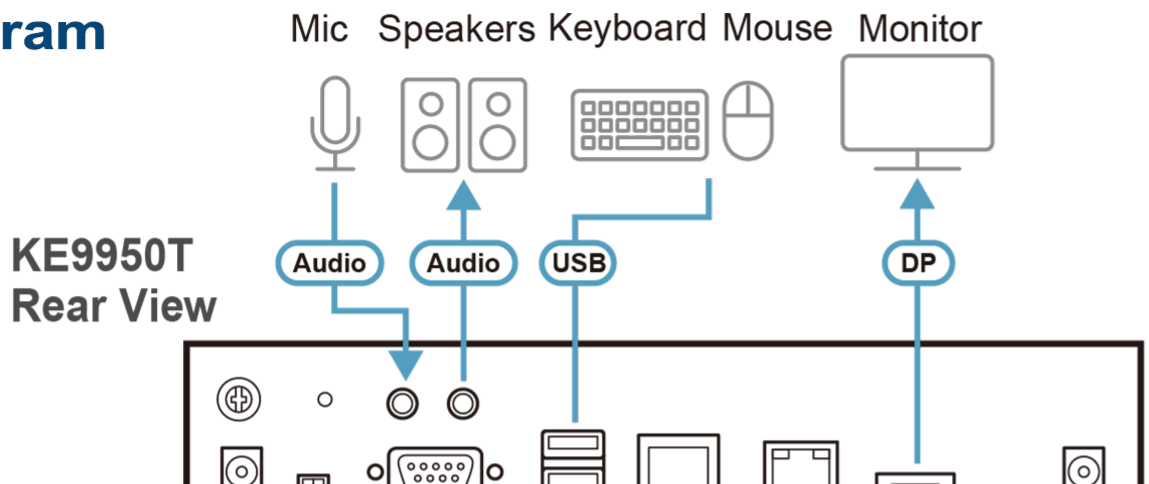 ram
Mic Speakers Keyboard Mouse Monitor
KE9950T
Rear View
Audio Audio USB DP